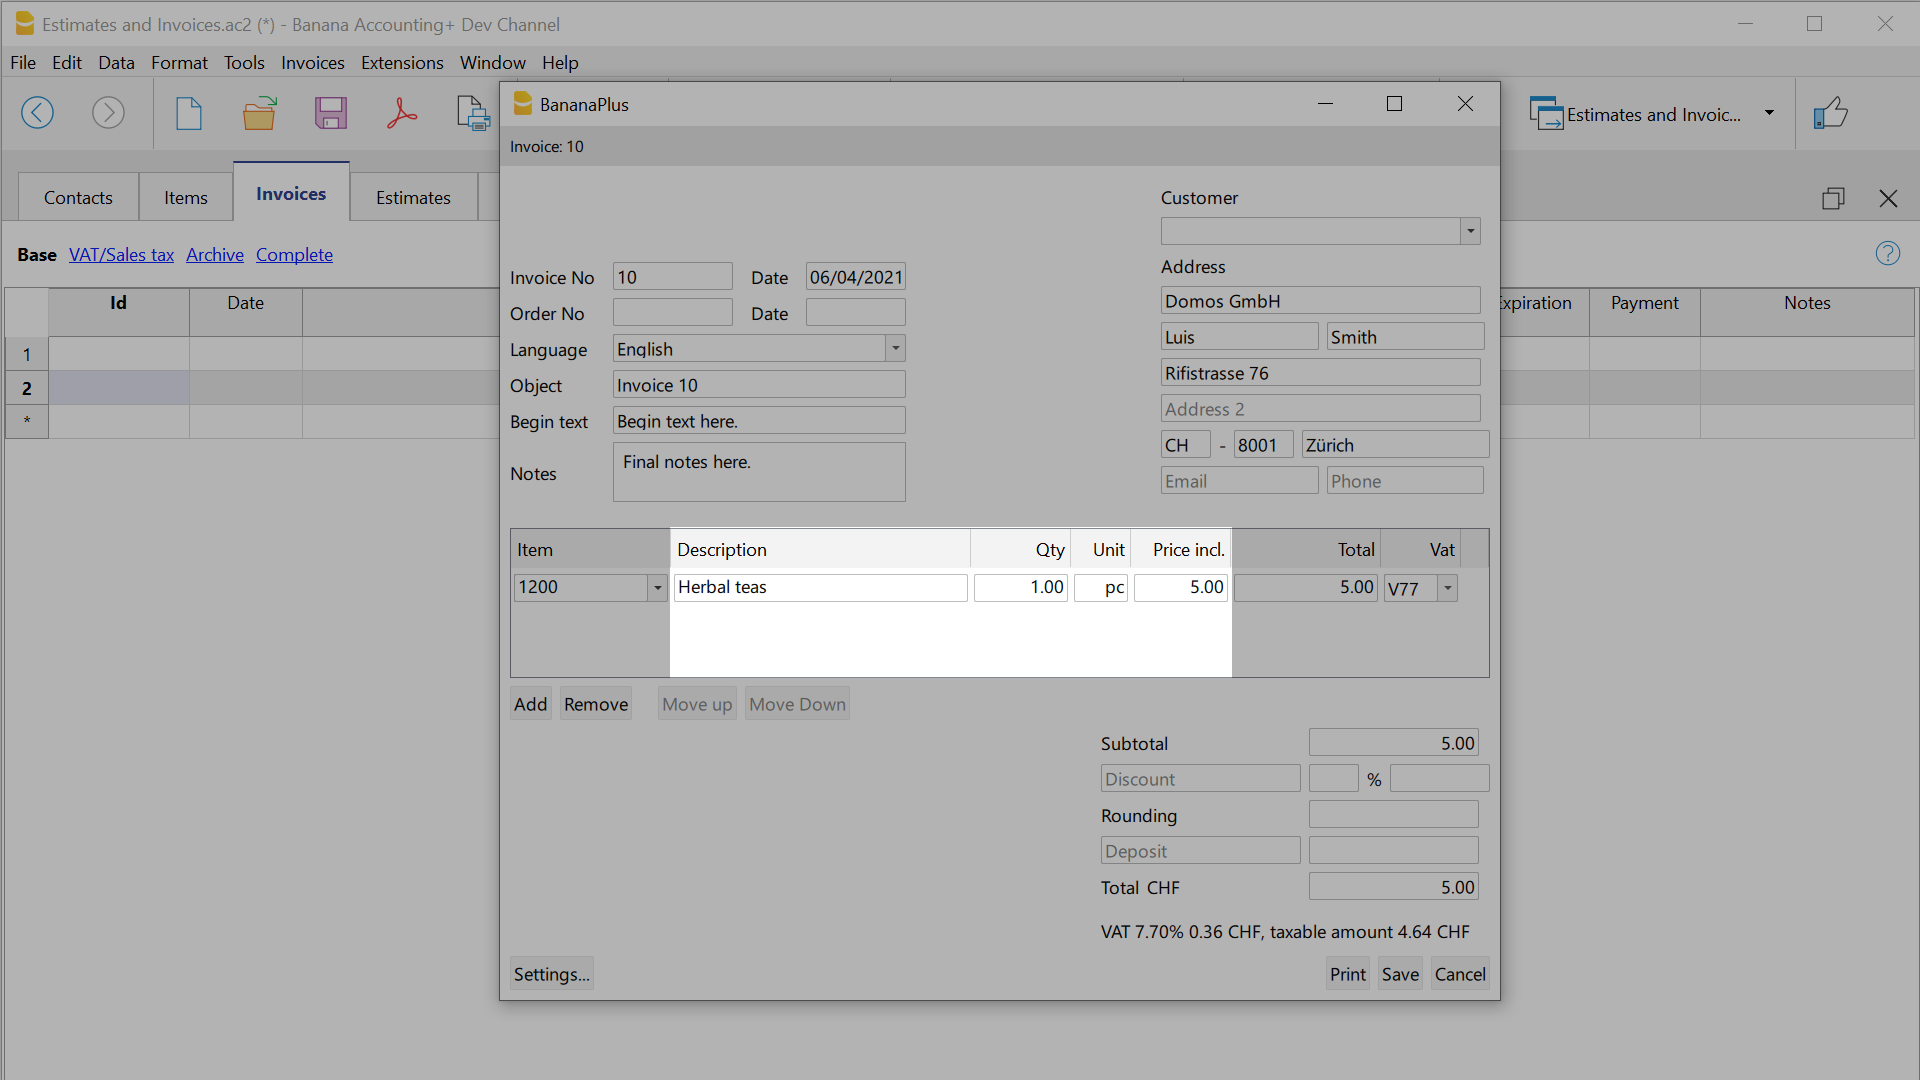 Estimates and Invoices.ac2 (*) - Banana Accounting+ Dev Channel
File Edit Data Format Tools Invoices Extensions Window Help
Estimates and Invoic...
Contacts Items Invoices Estimates
Base VAT/Sales tax Archive Complete
Id Date Expiration Payment Notes
1
2
*
BananaPlus
Invoice: 10
Customer
Invoice No 10 Date 06/04/2021
Order No Date
Language English
Object Invoice 10
Begin text Begin text here.
Notes Final notes here.
Address
Domos GmbH
Luis Smith
Rifistrasse 76
Address 2
CH - 8001 Zürich
Email Phone
Item Description Qty Unit Price incl. Total Vat
1200 Herbal teas 1.00 pc 5.00 5.00 V77
Add Remove Move up Move Down
Subtotal 5.00
Discount %
Rounding
Deposit
Total CHF 5.00
VAT 7.70% 0.36 CHF, taxable amount 4.64 CHF
Settings... Print Save Cancel